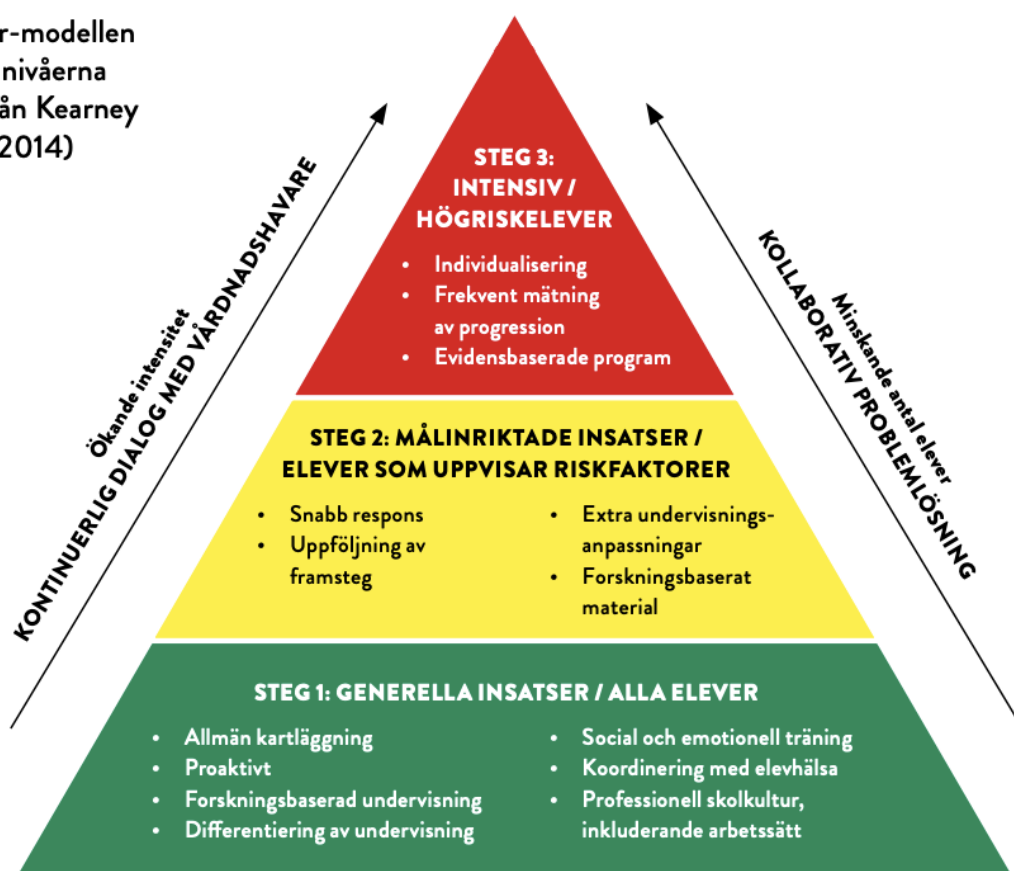 r-modellen
nivåerna
ån Kearney
2014)
Ökande intensitet
KONTINUERLIG DIALOG MED VÅRDNADSHAVARE
Minskande antal elever
KOLLABORATIV PROBLEMLÖSNING
STEG 3:
INTENSIV /
HÖGRISKELEVER
• Individualisering
• Frekvent mätning
av progression
• Evidensbaserade program
STEG 2: MÅLINRIKTADE INSATSER /
ELEVER SOM UPPVISAR RISKFAKTORER
• Snabb respons
• Uppföljning av
framsteg
• Extra undervisnings-
anpassningar
• Forskningsbaserat
material
STEG 1: GENERELLA INSATSER / ALLA ELEVER
• Allmän kartläggning
• Proaktivt
• Forskningsbaserad undervisning
• Differentiering av undervisning
• Social och emotionell träning
• Koordinering med elevhälsa
• Professionell skolkultur,
inkluderande arbetssätt